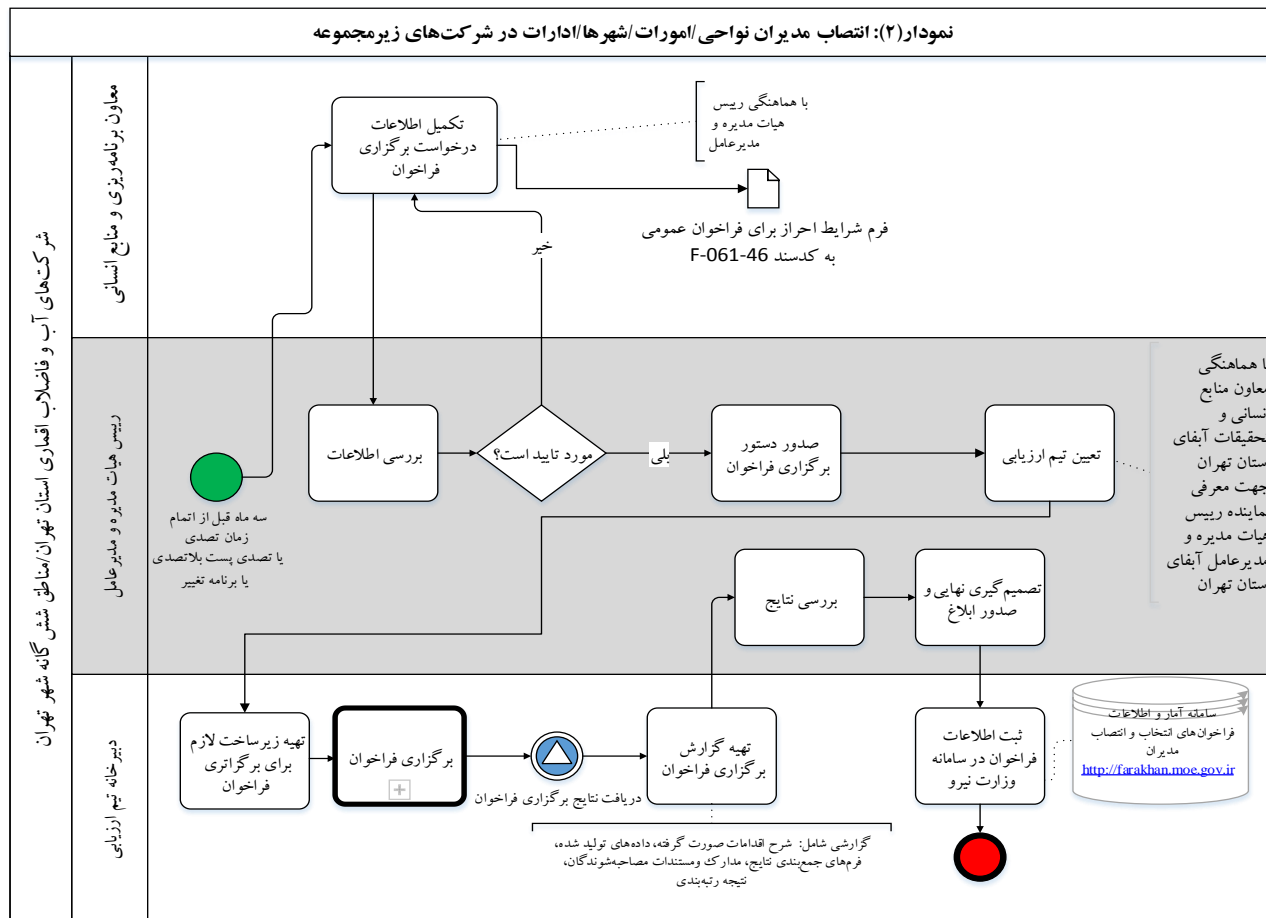 نمودار(۲): انتصاب مدیران نواحی/امورات/شهرها/ادارات در شرکت‌های زیرمجموعه
شرکت‌های آب و فاضلاب اقماری استان تهران/مناطق شش گانه شهر تهران
معاون برنامه‌ریزی و منابع انسانی
تکمیل اطلاعات
درخواست برگزاری
فراخوان
با هماهنگی رییس
هیات مدیره و
مدیرعامل
فرم شرایط احراز برای فراخوان عمومی
به کدسند F-061-46
خیر
رییس هیات مدیره و مدیرعامل
سه ماه قبل از اتمام
زمان تصدی
یا تصدی پست بلاتصدی
یا برنامه تغییر
بررسی اطلاعات
مورد تایید است؟
بلی
صدور دستور
برگزاری فراخوان
تعیین تیم ارزیابی
ا هماهنگی
معاون منابع
نسانی و
حقیقات آبفای
ستان تهران
جهت معرفی
ماینده رییس
هیات مدیره و
مدیرعامل آبفای
ستان تهران
بررسی نتایج
تصمیم‌گیری نهایی و
صدور ابلاغ
دبیرخانه تیم ارزیابی
تهیه زیرساخت لازم
برای برگزاتری
فراخوان
برگزاری فراخوان
دریافت نتایج برگزاری فراخوان
تهیه گزارش
برگزاری فراخوان
گزارشی شامل: شرح اقدامات صورت گرفته، داده‌های تولید شده،
فرم‌های جمع‌بندی نتایج، مدارک ومستندات مصاحبه‌شوندگان،
نتیجه رتبه‌بندی
ثبت اطلاعات
فراخوان در سامانه
وزارت نیرو
سامانه آمار و اطلاعات
فراخوان‌های انتخاب و انتصاب
مدیران
http://farakhan.moe.gov.ir